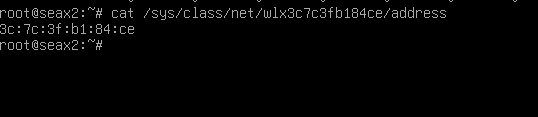 root@seax2:~# cat /sys/class/net/wlx3c7c3fb184ce/address
3c:7c:3f:b1:84:ce
root@seax2:~#